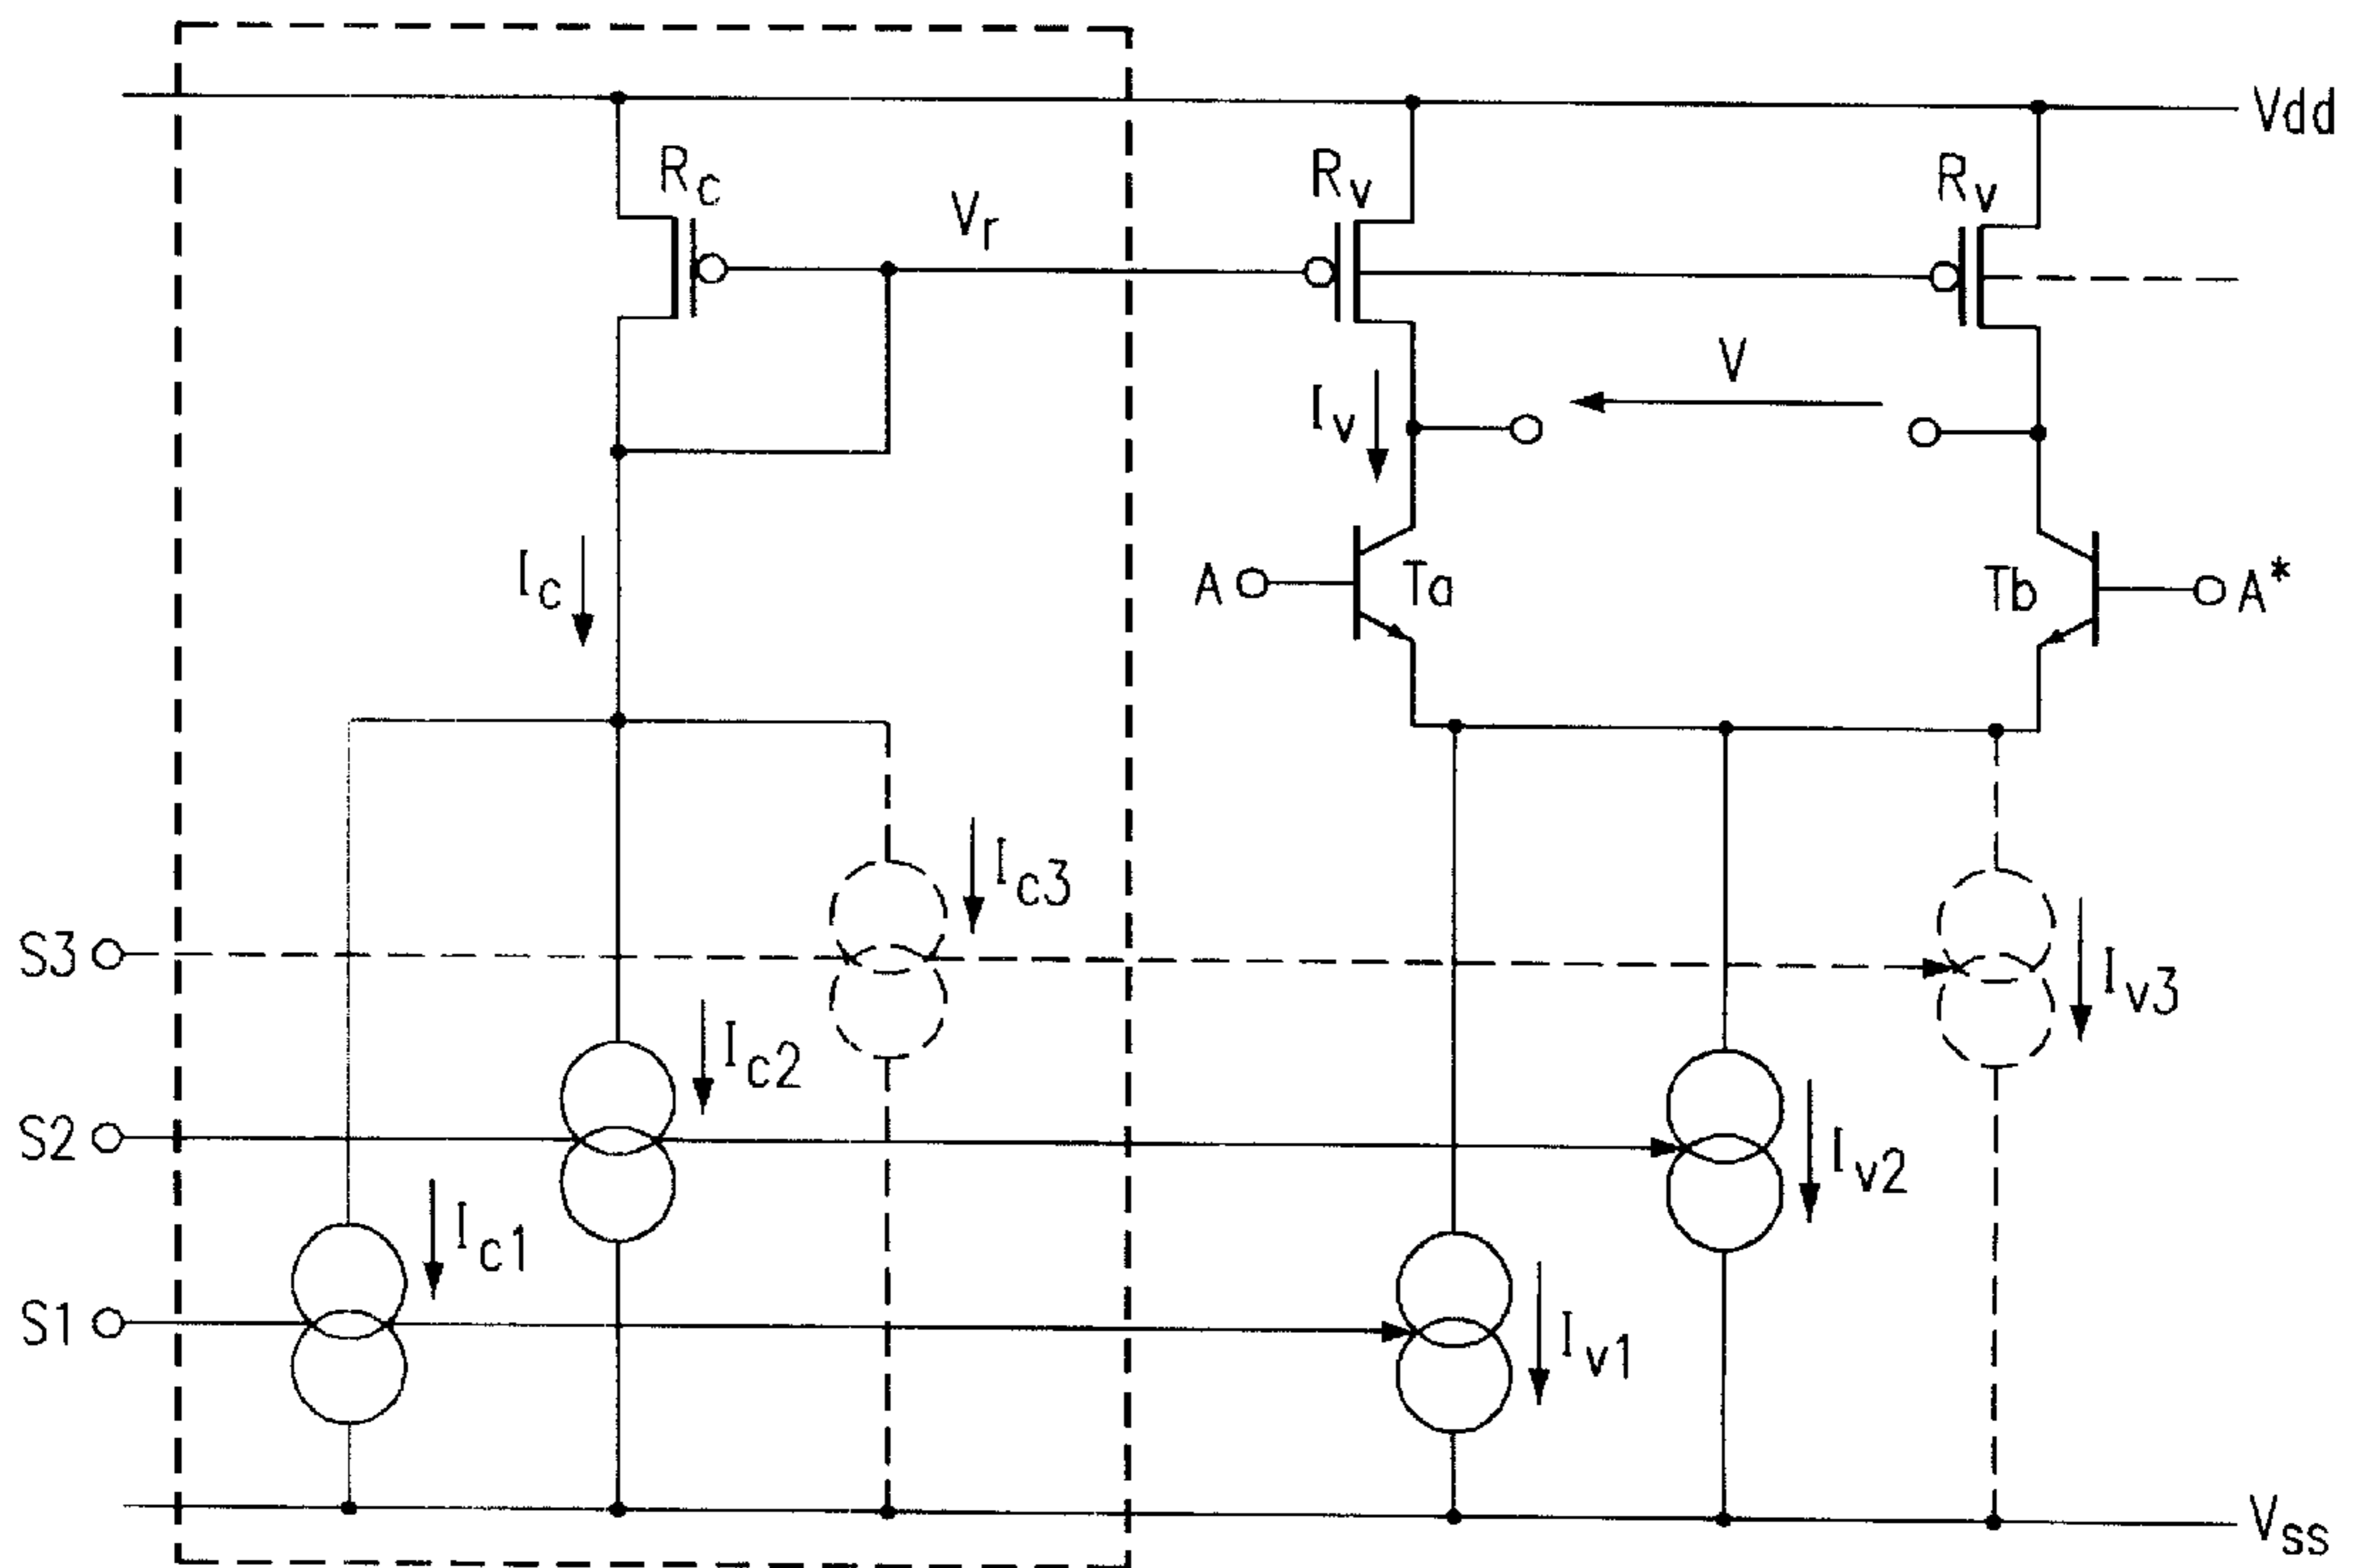 Vdd
Rc
Vr
Rv
Rv
V
Iv
Ic
A
Ta
Tb
A*
Ic3
S3
Iv3
Ic2
S2
Iv2
Ic1
S1
Iv1
Vss